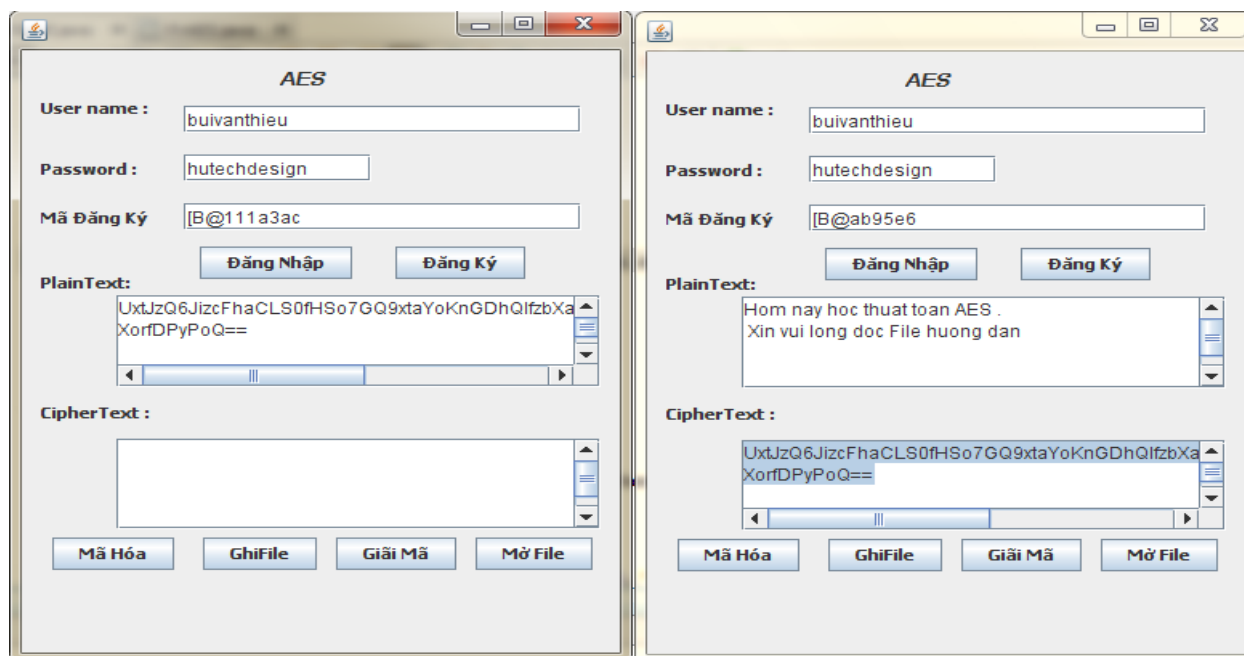 AES
User name :
buivanthieu
Password :
hutechdesign
Mã Đăng Ký
[B@111a3ac
Đăng Nhập
Đăng Ký
PlainText:
UxtJzQ6JizcFhaCLS0fHSo7GQ9xtaYoKnGDhQIfzbXa
XorfDPyPoQ==
CipherText :
Mã Hóa
GhiFile
Giãi Mã
Mở File
AES
User name :
buivanthieu
Password :
hutechdesign
Mã Đăng Ký
[B@ab95e6
Đăng Nhập
Đăng Ký
PlainText:
Hom nay hoc thuat toan AES .
Xin vui long doc File huong dan
CipherText :
UxtJzQ6JizcFhaCLS0fHSo7GQ9xtaYoKnGDhQIfzbXa
XorfDPyPoQ==
Mã Hóa
GhiFile
Giãi Mã
Mở File